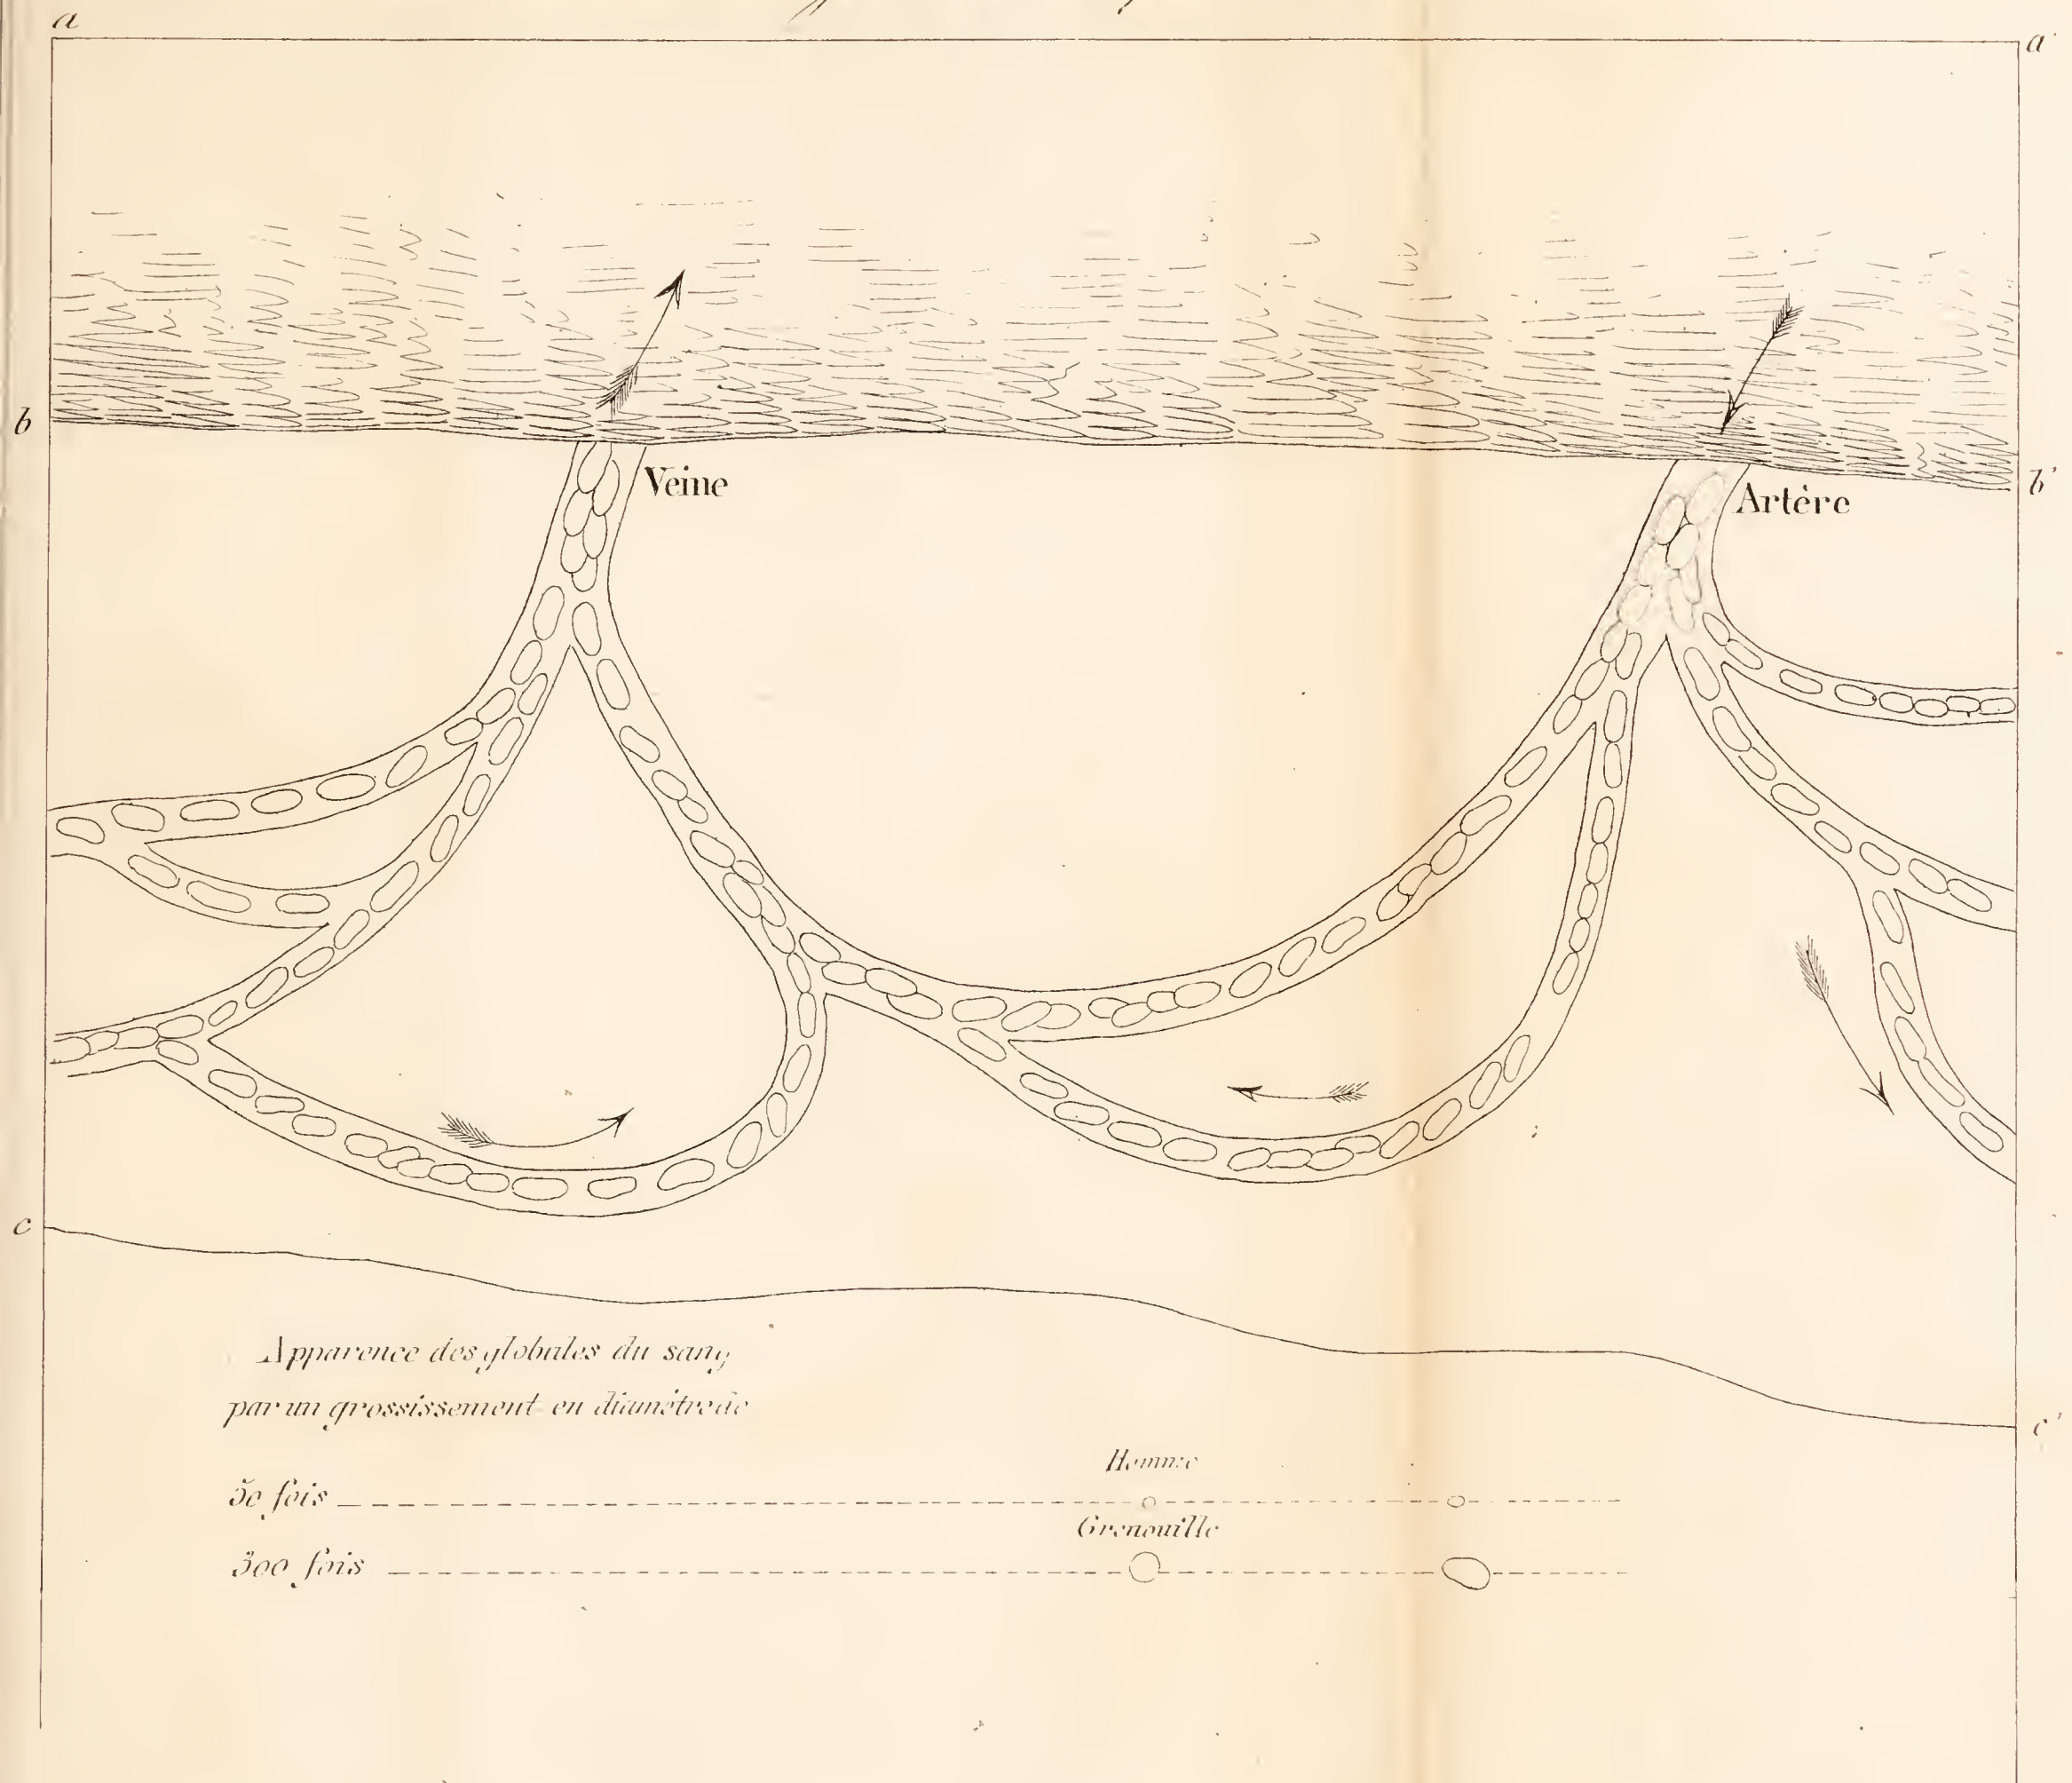 a a'
b
Veine
b'
Artère
c
Apparence des globules du sang
par un grossissement en diamètre de
c'
Homme
50 fois
Grenouille
300 fois